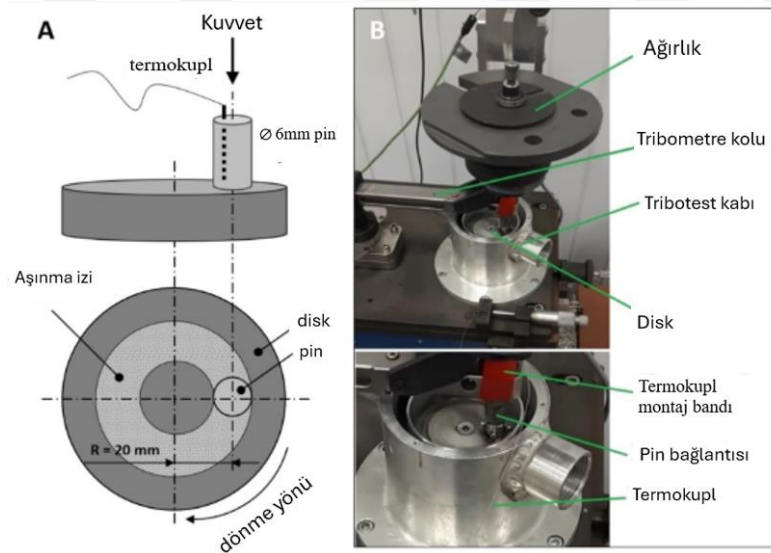 A
Kuvvet
termokupl
Ø 6mm pin
Aşınma izi
disk
pin
R = 20 mm
dönme yönü
B
Ağırlık
Tribometre kolu
Tribotest kabı
Disk
Termokupl
montaj bandı
Pin bağlantısı
Termokupl